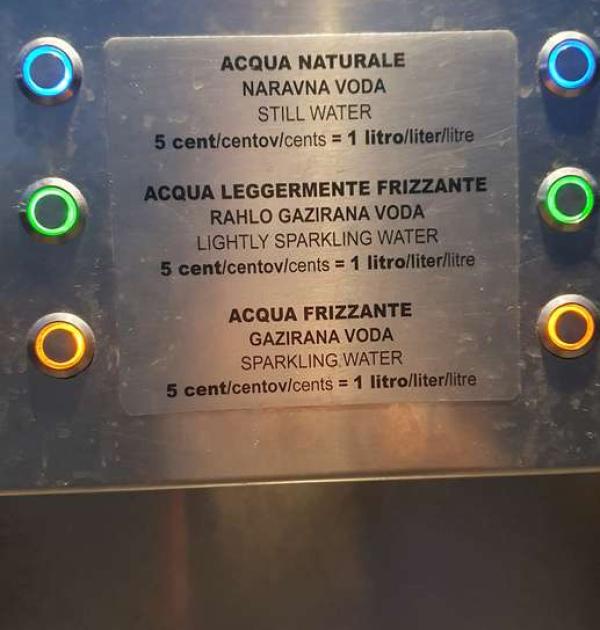 ACQUA NATURALE
NARAVNA VODA
STILL WATER
5 cent/centov/cents = 1 litro/liter/litre
ACQUA LEGGERMENTE FRIZZANTE
RAHLO GAZIRANA VODA
LIGHTLY SPARKLING WATER
5 cent/centov/cents = 1 litro/liter/litre
ACQUA FRIZZANTE
GAZIRANA VODA
SPARKLING WATER
5 cent/centov/cents = 1 litro/liter/litre